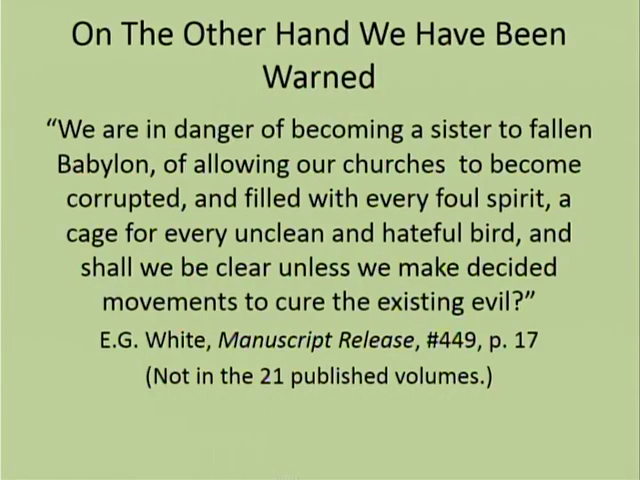 On The Other Hand We Have Been
Warned
“We are in danger of becoming a sister to fallen
Babylon, of allowing our churches  to become
corrupted, and filled with every foul spirit, a
cage for every unclean and hateful bird, and
shall we be clear unless we make decided
movements to cure the existing evil?”
E.G. White, Manuscript Release, #449, p. 17
(Not in the 21 published volumes.)